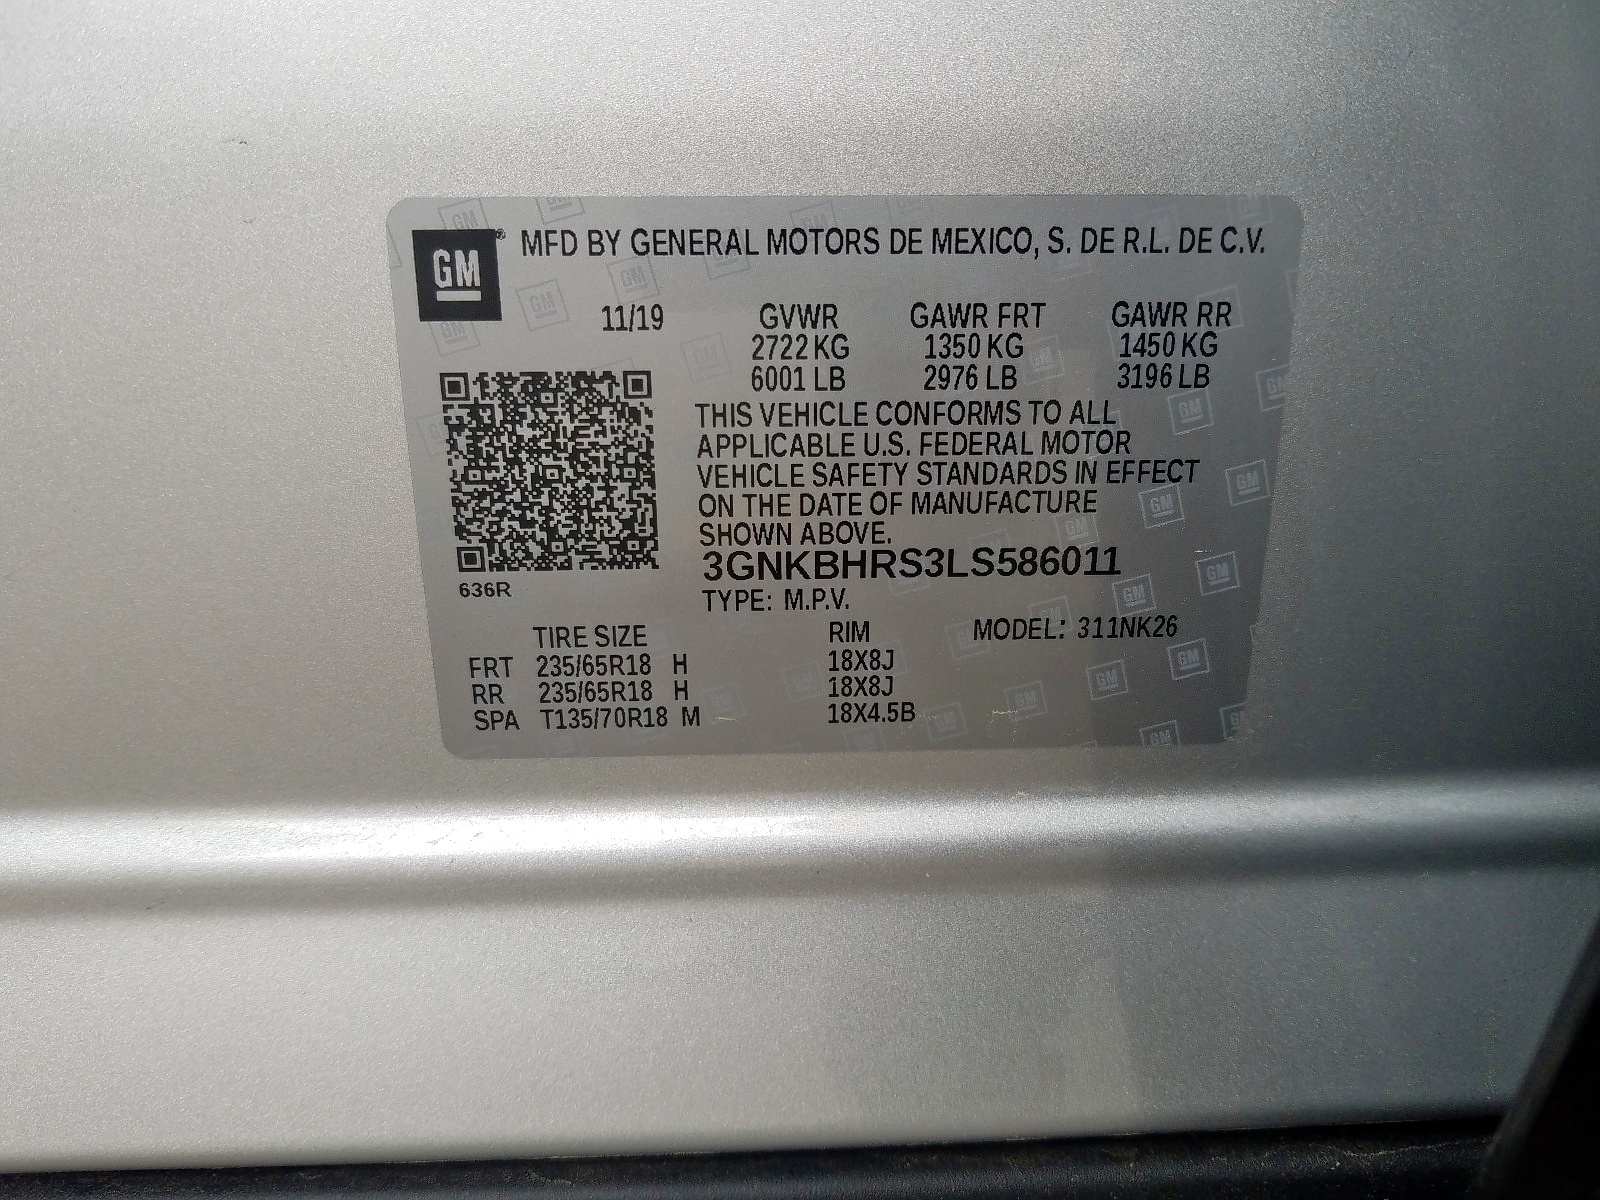 GM® MFD BY GENERAL MOTORS DE MEXICO, S. DE R.L. DE C.V.
11/19 GVWR GAWR FRT GAWR RR
2722 KG 1350 KG 1450 KG
6001 LB 2976 LB 3196 LB
THIS VEHICLE CONFORMS TO ALL
APPLICABLE U.S. FEDERAL MOTOR
VEHICLE SAFETY STANDARDS IN EFFECT
ON THE DATE OF MANUFACTURE
SHOWN ABOVE.
3GNKBHRS3LS586011
636R
TYPE: M.P.V.
TIRE SIZE RIM MODEL: 311NK26
FRT 235/65R18 H 18X8J
RR 235/65R18 H 18X8J
SPA T135/70R18 M 18X4.5B